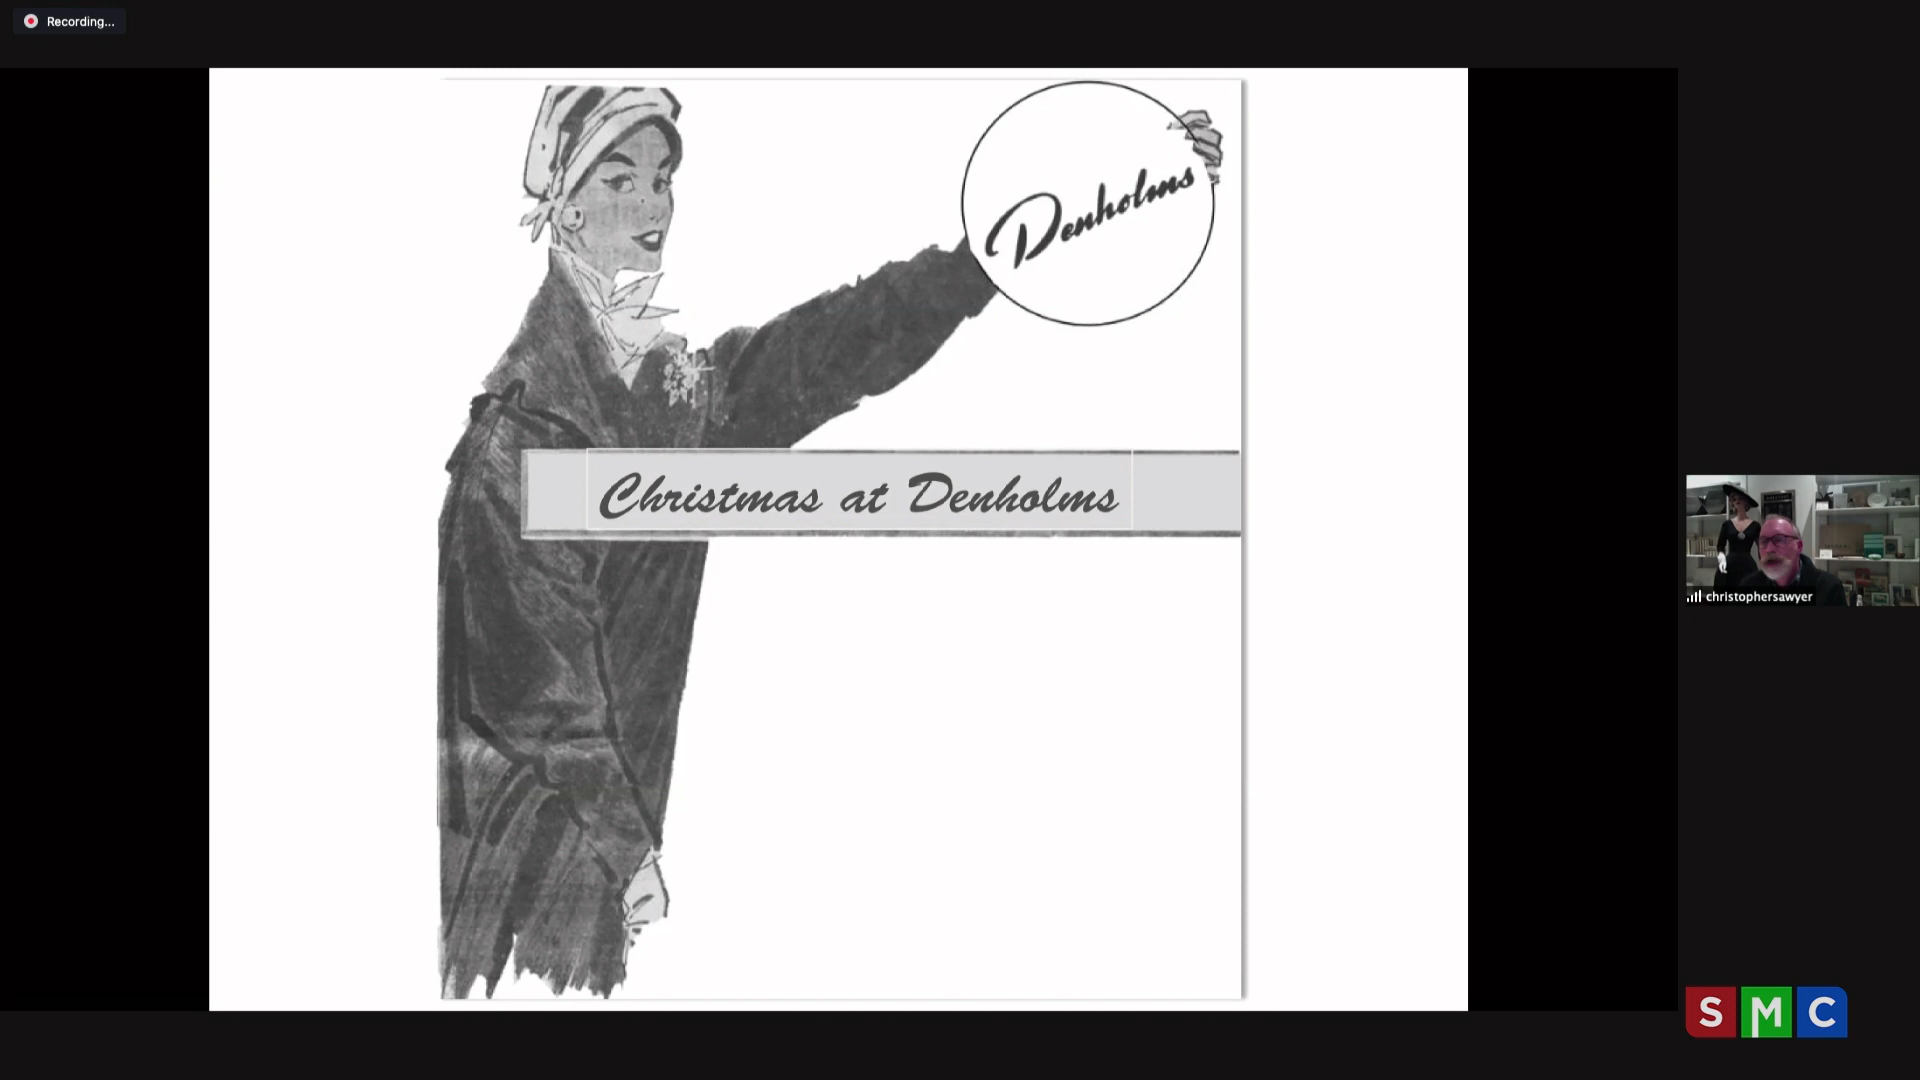 Recording...
Denholms
Christmas at Denholms
christophersawyer
SMC